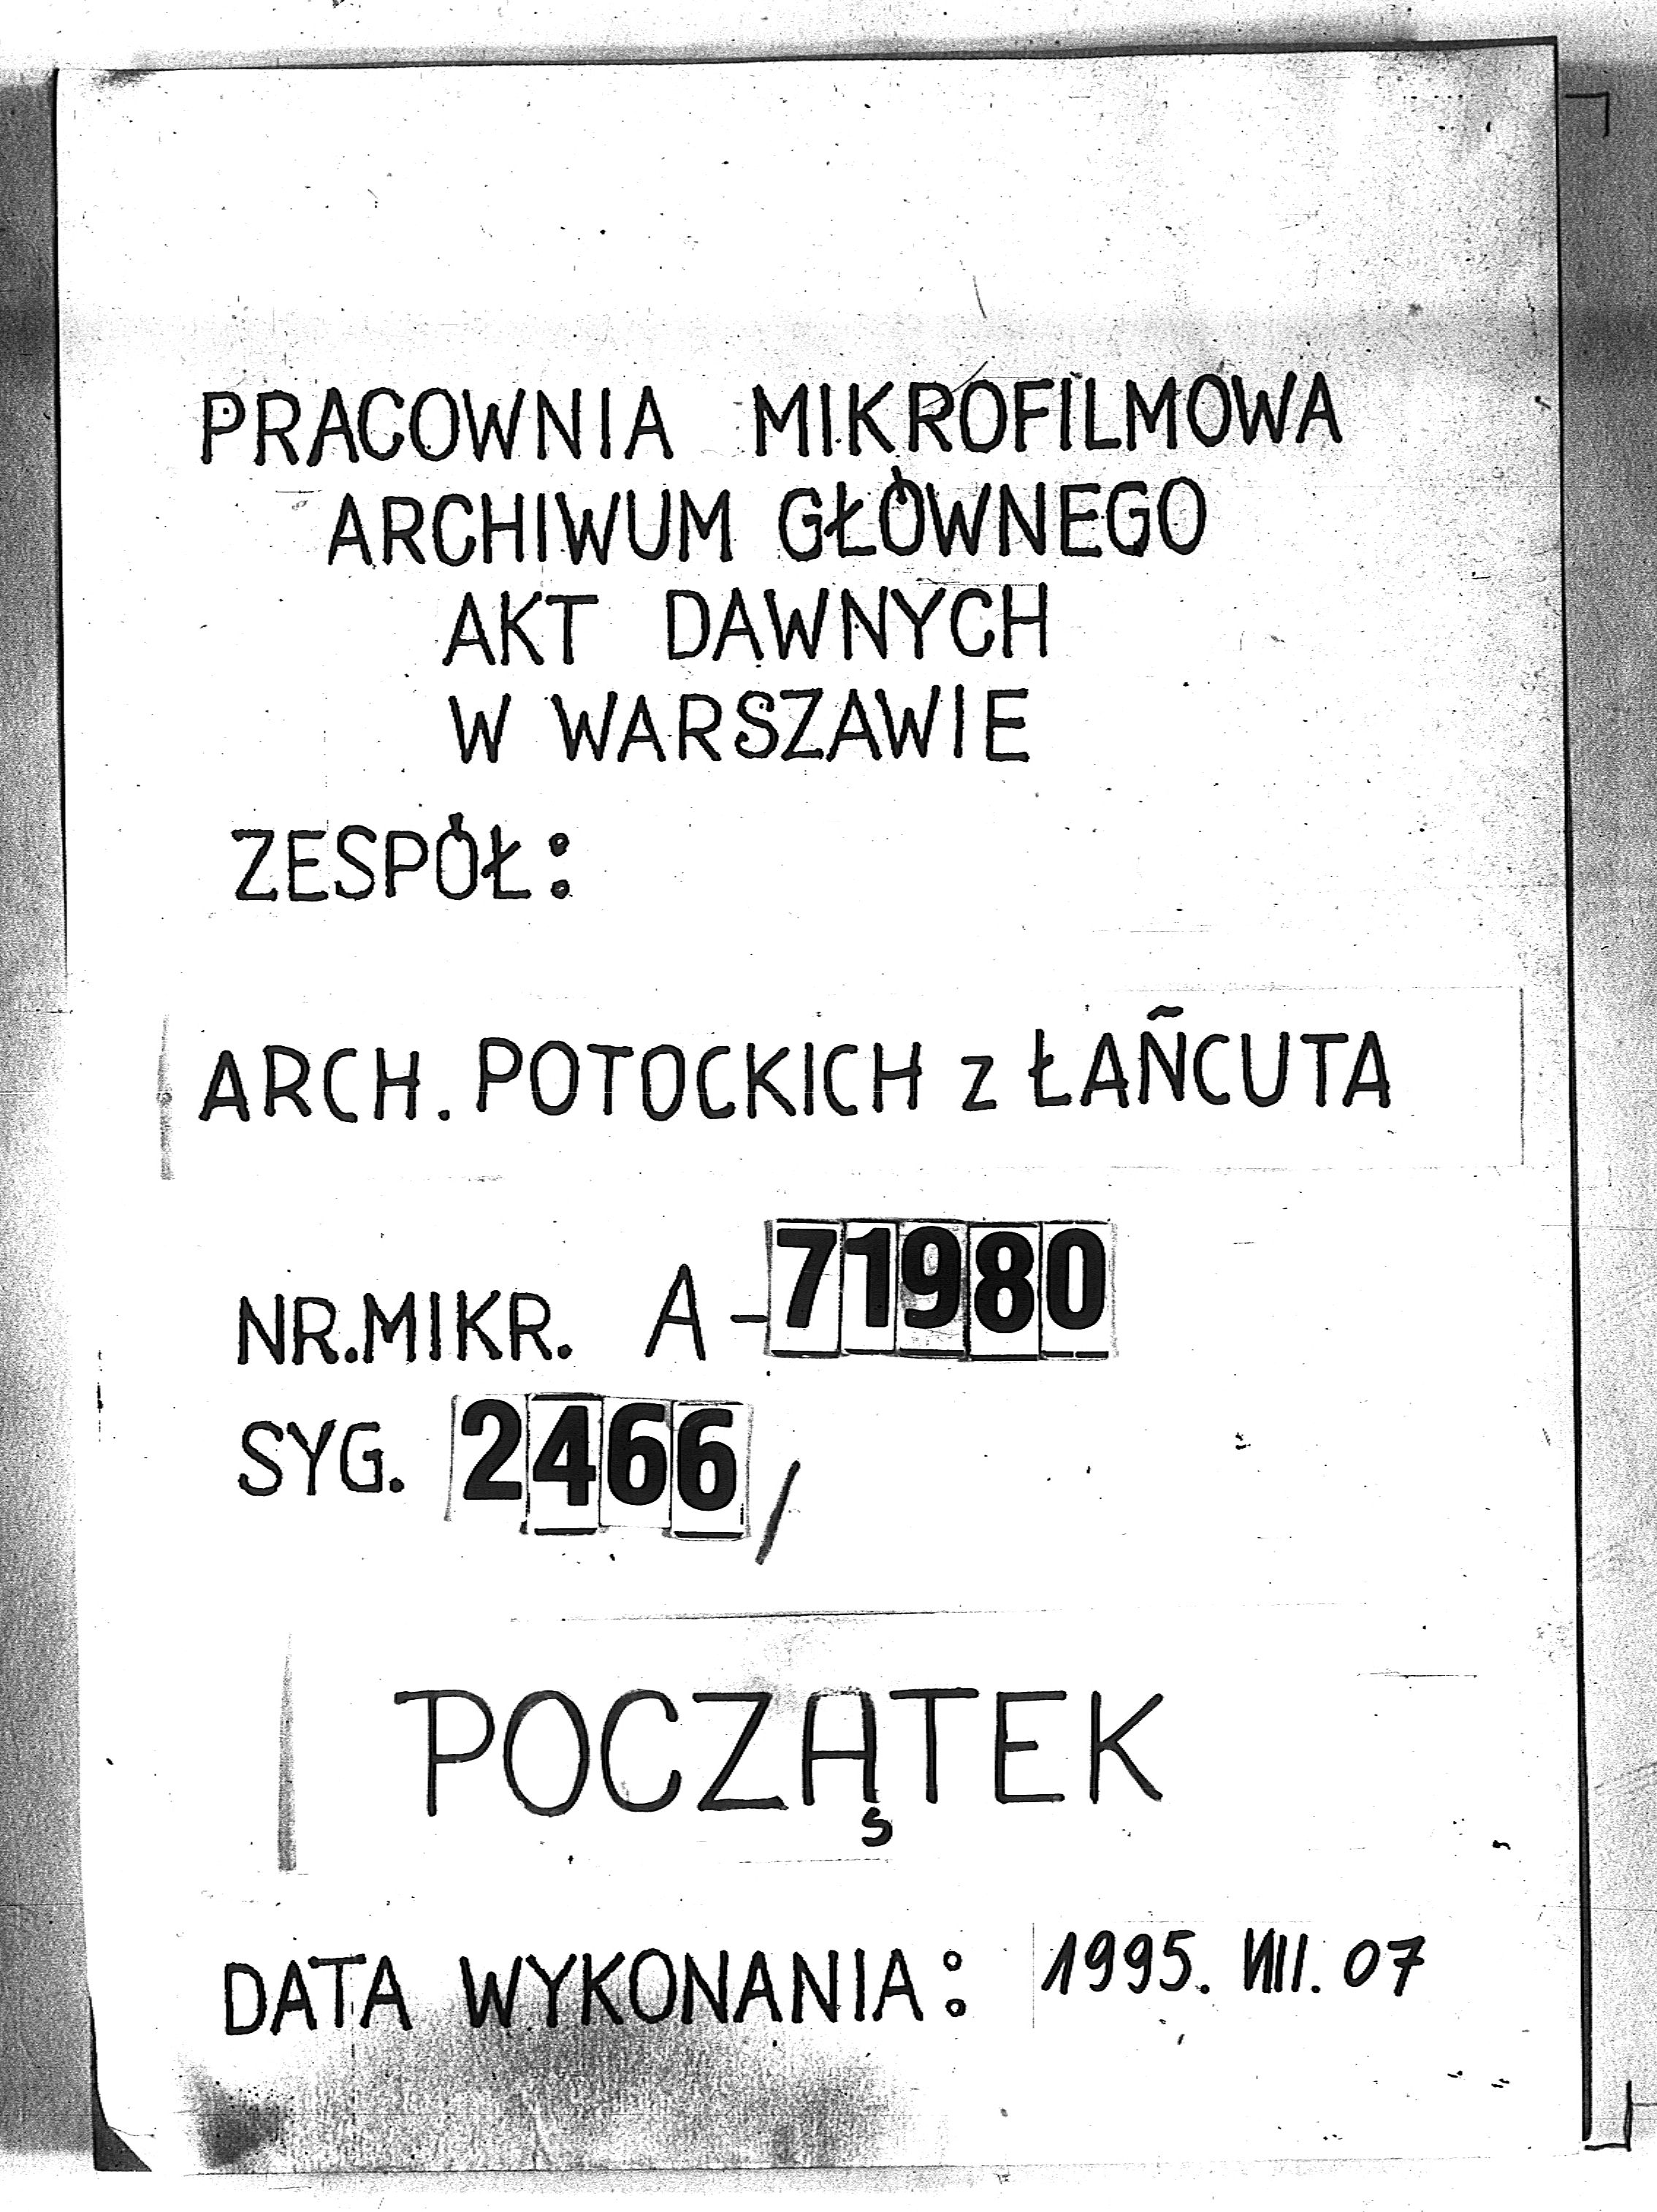 PRACOWNIA MIKROFILMOWA
ARCHIWUM GŁÓWNEGO
AKT DAWNYCH
W WARSZAWIE
ZESPÓŁ:
ARCH. POTOCKICH z ŁAŃCUTA
NR.MIKR. A-71980
SYG. 2466/
POCZĄTEK
DATA WYKONANIA: 1995. VIII. 07